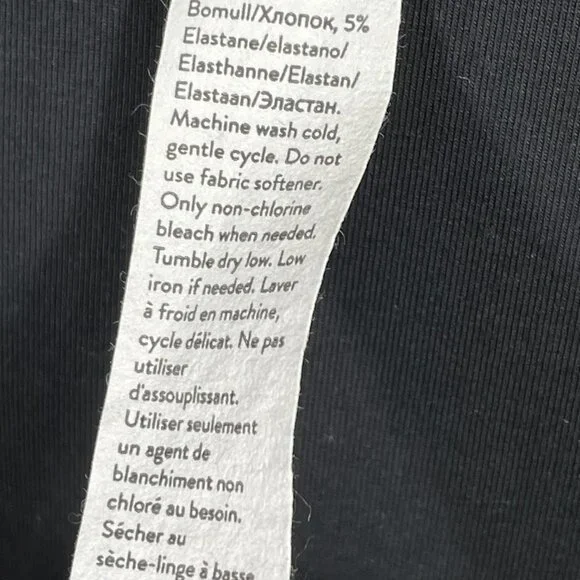 Bomull/Хлопок, 5%
Elastane/elastano/
Elasthanne/Elastan/
Elastaan/Эластан.
Machine wash cold,
gentle cycle. Do not
use fabric softener.
Only non-chlorine
bleach when needed.
Tumble dry low. Low
iron if needed. Laver
à froid en machine,
cycle délicat. Ne pas
utiliser
d'assouplissant.
Utiliser seulement
un agent de
blanchiment non
chloré au besoin.
Sécher au
sèche-linge à basse